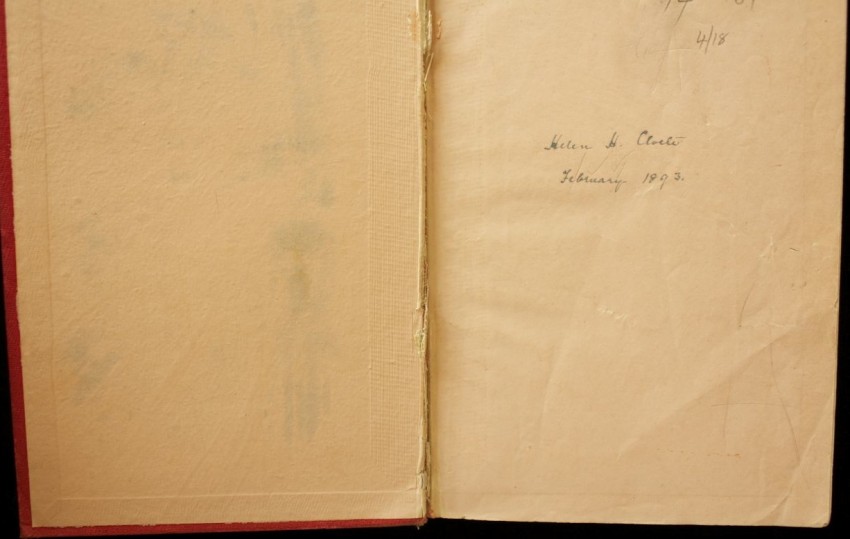 4/18
Helen H. Cloete
February 1893.